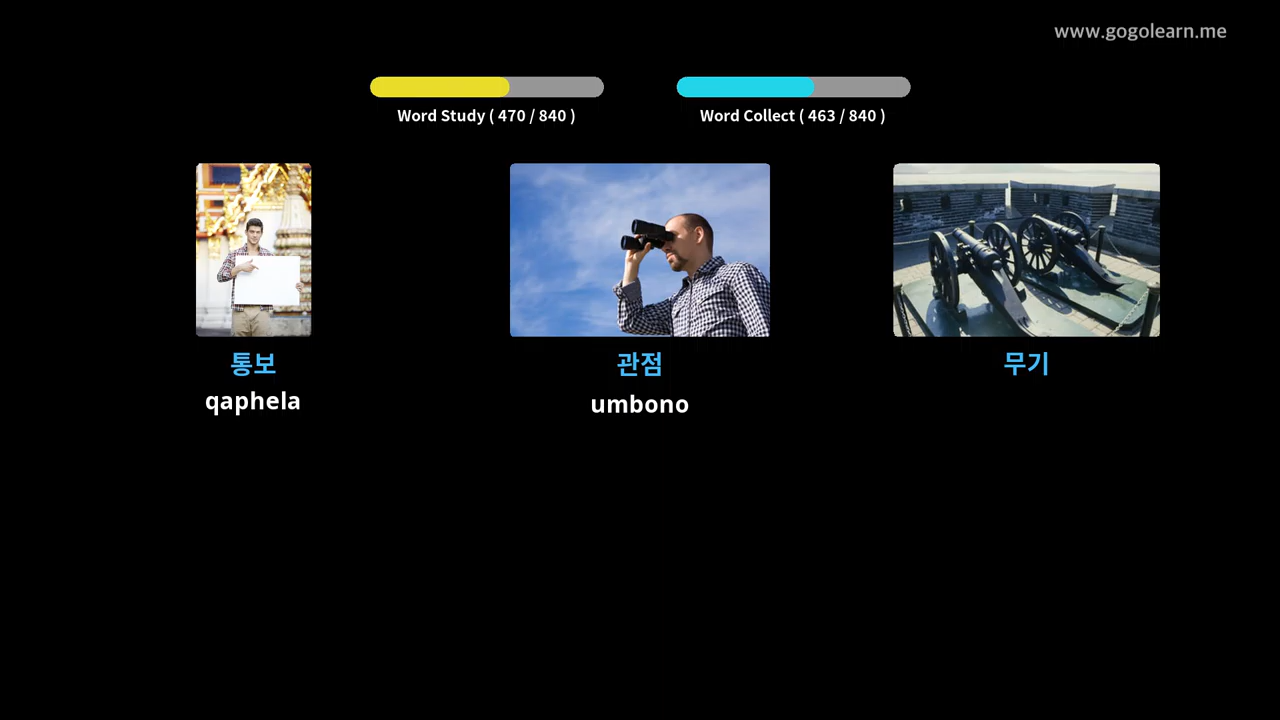 www.gogolearn.me
Word Study ( 470 / 840 )
Word Collect ( 463 / 840 )
통보
관점
무기
qaphela
umbono